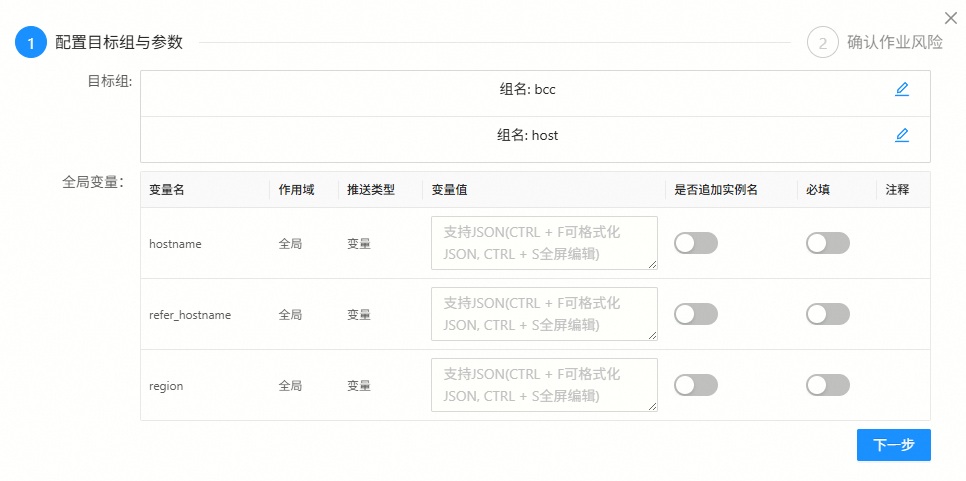 1 配置目标组与参数 2 确认作业风险
目标组:
组名: bcc
组名: host
全局变量:
变量名 作用域 推送类型 变量值 是否追加实例名 必填 注释
hostname 全局 变量 支持JSON(CTRL + F可格式化
JSON, CTRL + S全屏编辑)
refer_hostname 全局 变量 支持JSON(CTRL + F可格式化
JSON, CTRL + S全屏编辑)
region 全局 变量 支持JSON(CTRL + F可格式化
JSON, CTRL + S全屏编辑)
下一步